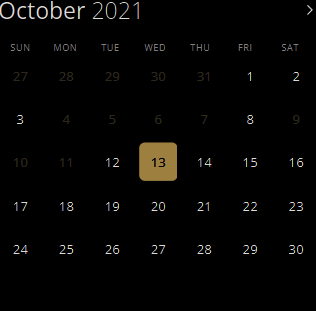 October 2021 >
SUN MON TUE WED THU FRI SAT
27 28 29 30 31 1 2
3 4 5 6 7 8 9
10 11 12 13 14 15 16
17 18 19 20 21 22 23
24 25 26 27 28 29 30